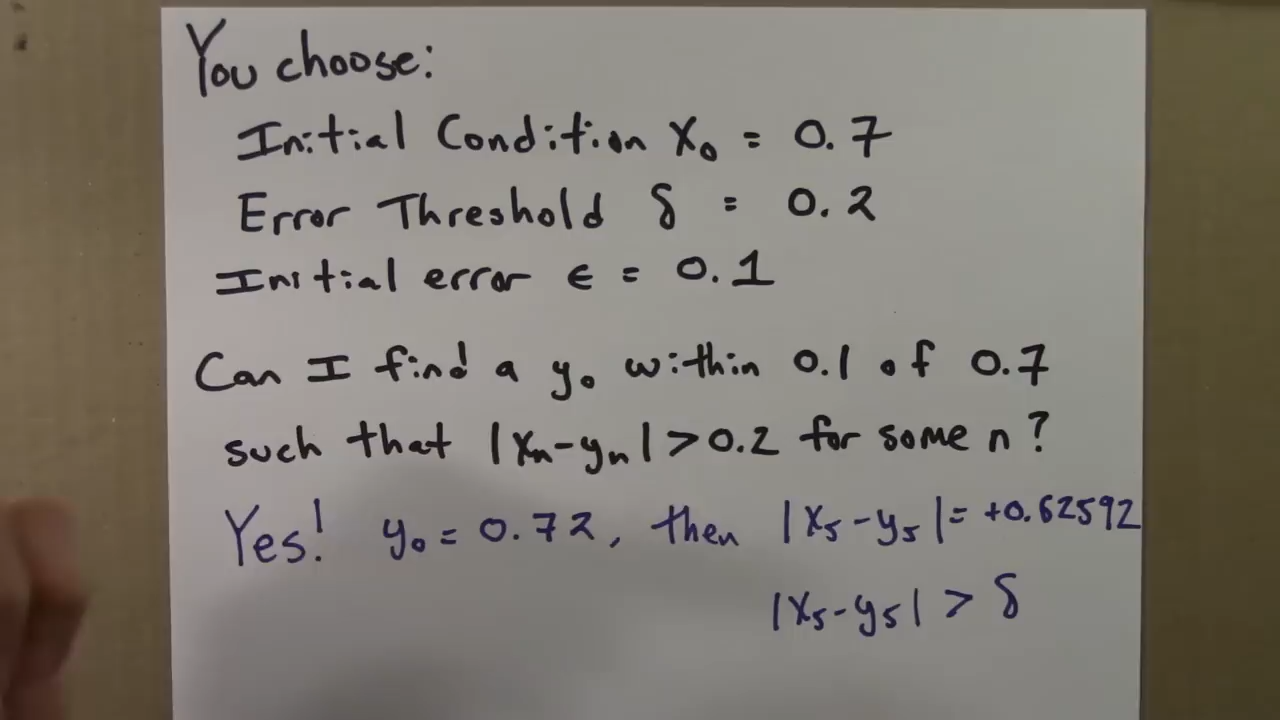 You choose:
Initial Condition x₀ = 0.7
Error Threshold δ = 0.2
Initial error ϵ = 0.1
Can I find a y₀ within 0.1 of 0.7
such that |xₙ-yₙ| > 0.2 for some n?
Yes! y₀ = 0.72, then |x₅-y₅| = +0.62592
|x₅-y₅| > δ